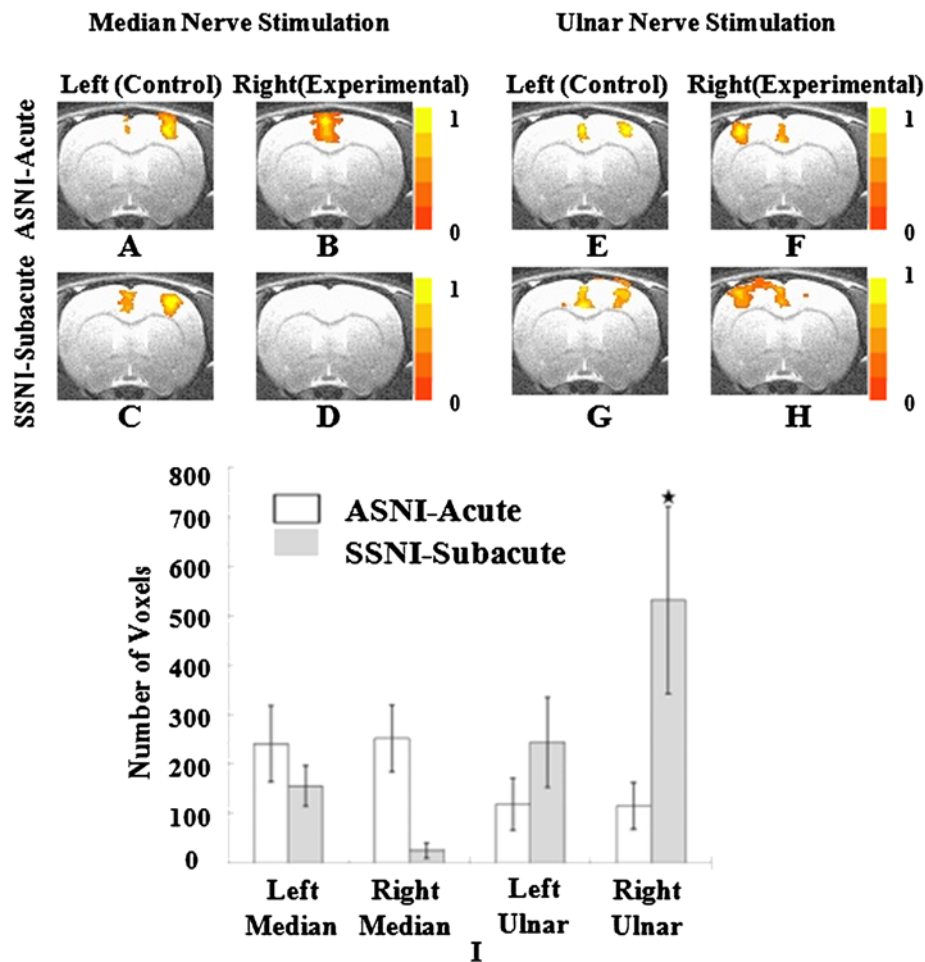 Median Nerve Stimulation
Ulnar Nerve Stimulation
Left (Control)
Right(Experimental)
Left (Control)
Right(Experimental)
ASNI-Acute
1
0
1
0
A
B
E
F
SSNI-Subacute
1
0
1
0
C
D
G
H
800
700
600
500
400
300
200
100
0
Number of Voxels
ASNI-Acute
SSNI-Subacute
★
Left Median
Right Median
Left Ulnar
Right Ulnar
I